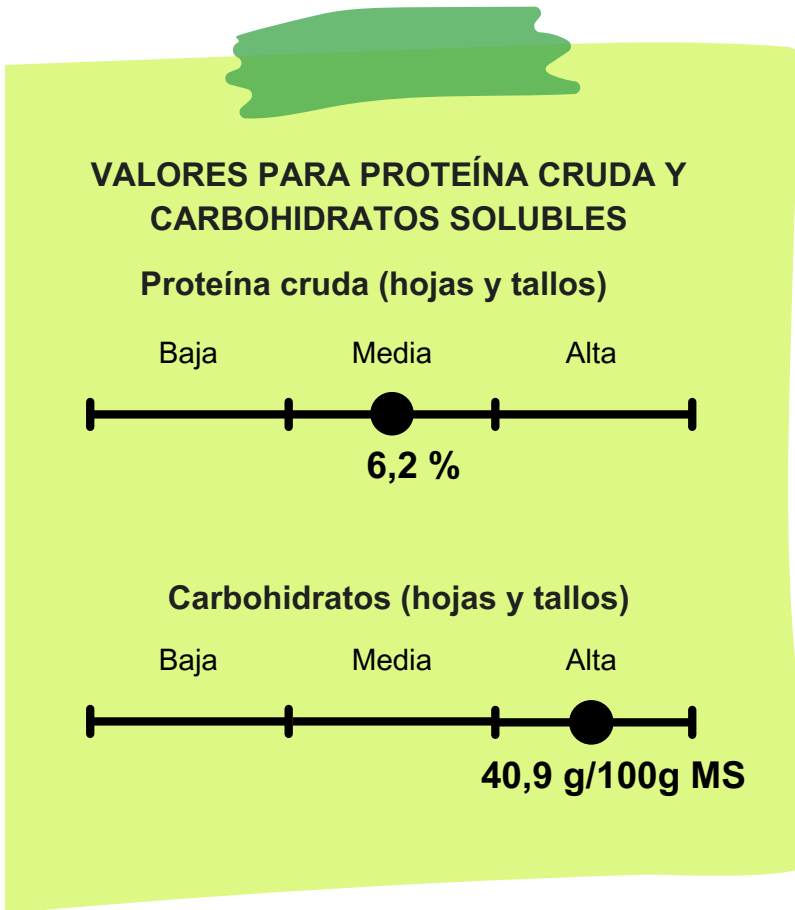 VALORES PARA PROTEÍNA CRUDA Y
CARBOHIDRATOS SOLUBLES
Proteína cruda (hojas y tallos)
Baja Media Alta
6,2 %
Carbohidratos (hojas y tallos)
Baja Media Alta
40,9 g/100g MS